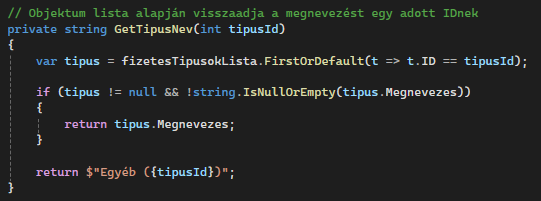 // Objektum lista alapján visszaadja a megnevezést egy adott IDnek
private string GetTipusNev(int tipusId)
{
    var tipus = fizetesTipusokLista.FirstOrDefault(t => t.ID == tipusId);
    if (tipus != null && !string.IsNullOrEmpty(tipus.Megnevezes))
    {
        return tipus.Megnevezes;
    }
    return $"Egyéb ({tipusId})";
}